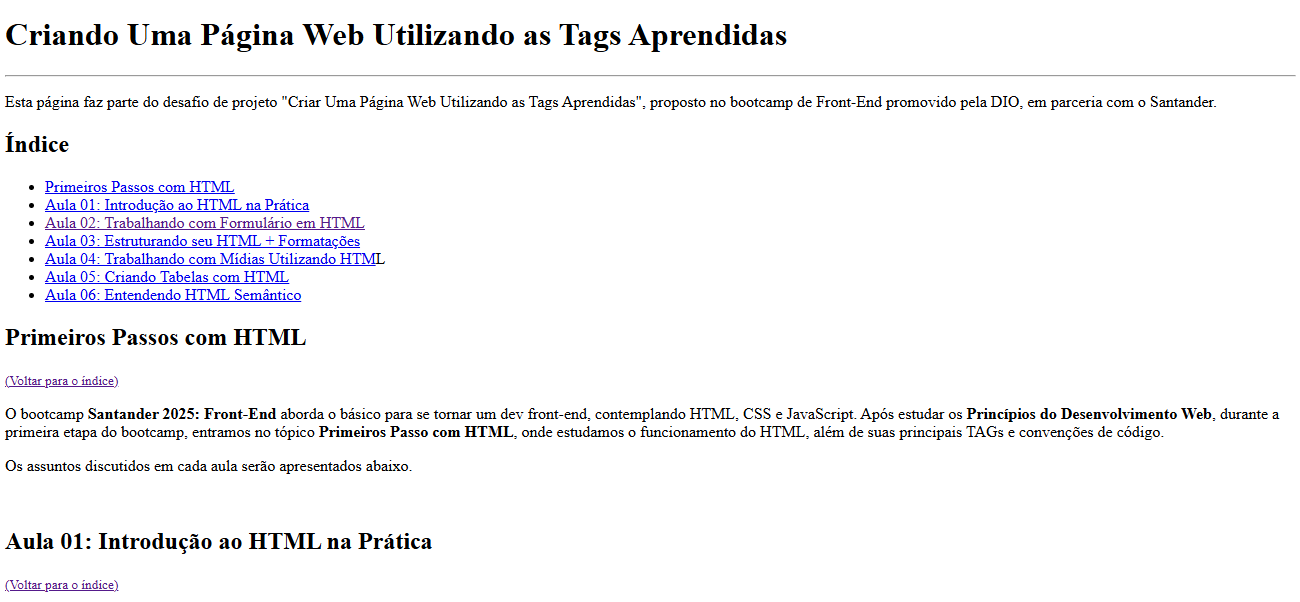 Criando Uma Página Web Utilizando as Tags Aprendidas
Esta página faz parte do desafio de projeto "Criar Uma Página Web Utilizando as Tags Aprendidas", proposto no bootcamp de Front-End promovido pela DIO, em parceria com o Santander.
Índice
Primeiros Passos com HTML
Aula 01: Introdução ao HTML na Prática
Aula 02: Trabalhando com Formulário em HTML
Aula 03: Estruturando seu HTML + Formatações
Aula 04: Trabalhando com Mídias Utilizando HTML
Aula 05: Criando Tabelas com HTML
Aula 06: Entendendo HTML Semântico
Primeiros Passos com HTML
(Voltar para o índice)
O bootcamp Santander 2025: Front-End aborda o básico para se tornar um dev front-end, contemplando HTML, CSS e JavaScript. Após estudar os Princípios do Desenvolvimento Web, durante a
primeira etapa do bootcamp, entramos no tópico Primeiros Passo com HTML, onde estudamos o funcionamento do HTML, além de suas principais TAGs e convenções de código.
Os assuntos discutidos em cada aula serão apresentados abaixo.
Aula 01: Introdução ao HTML na Prática
(Voltar para o índice)